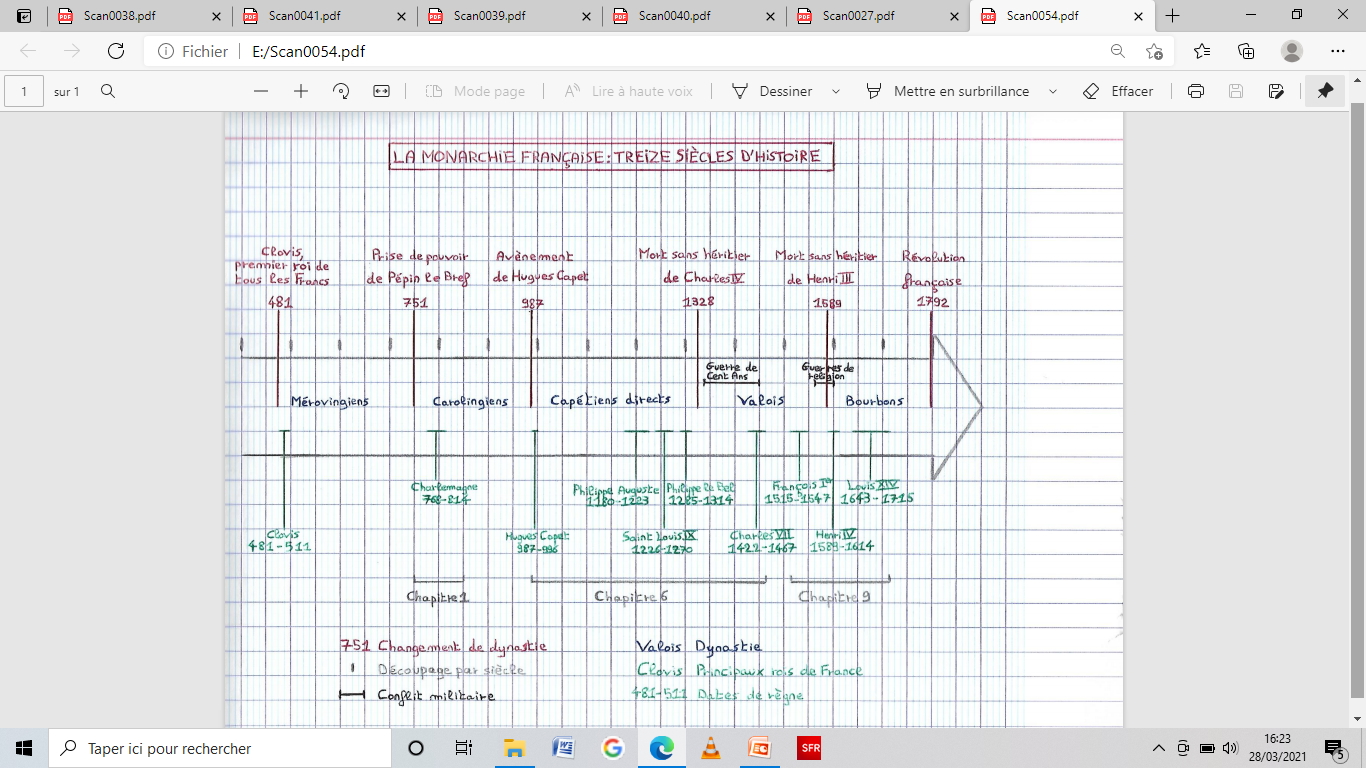 Scan0038.pdf
Scan0041.pdf
Scan0039.pdf
Scan0040.pdf
Scan0027.pdf
Scan0054.pdf
Fichier
E:/Scan0054.pdf
1
sur 1
Mode page
Lire à haute voix
Dessiner
Mettre en surbrillance
Effacer
LA MONARCHIE FRANÇAISE: TREIZE SIÈCLES D'HISTOIRE
Clovis,
premier roi de
tous les Francs
481
Prise de pouvoir
de Pépin le Bref
751
Avènement
de Hugues Capet
987
Mort sans héritier
de Charles IV
1328
Mort sans héritier
de Henri III
1589
Révolution
française
1792
Guerre de
Cent Ans
Guerres de
religion
Mérovingiens
Carolingiens
Capétiens directs
Valois
Bourbons
Charlemagne
768-814
Philippe Auguste
1180-1223
Philippe le Bel
1285-1314
François Ier
1515-1547
Louis XIV
1643-1715
Clovis
481-511
Hugues Capet
987-996
Saint Louis IX
1226-1270
Charles VII
1422-1467
Henri IV
1589-1614
Chapitre 1
Chapitre 6
Chapitre 9
751 Changement de dynastie
Découpage par siècle
Conflit militaire
Valois Dynastie
Clovis Principaux rois de France
481-511 Dates de règne
Taper ici pour rechercher
SFR
16:23
28/03/2021
5